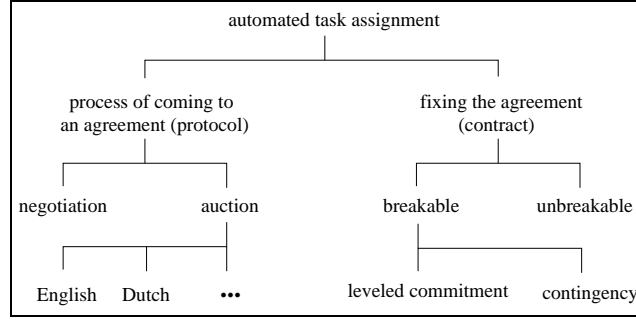 automated task assignment
process of coming to
an agreement (protocol)
fixing the agreement
(contract)
negotiation
auction
breakable
unbreakable
English
Dutch
•••
leveled commitment
contingency